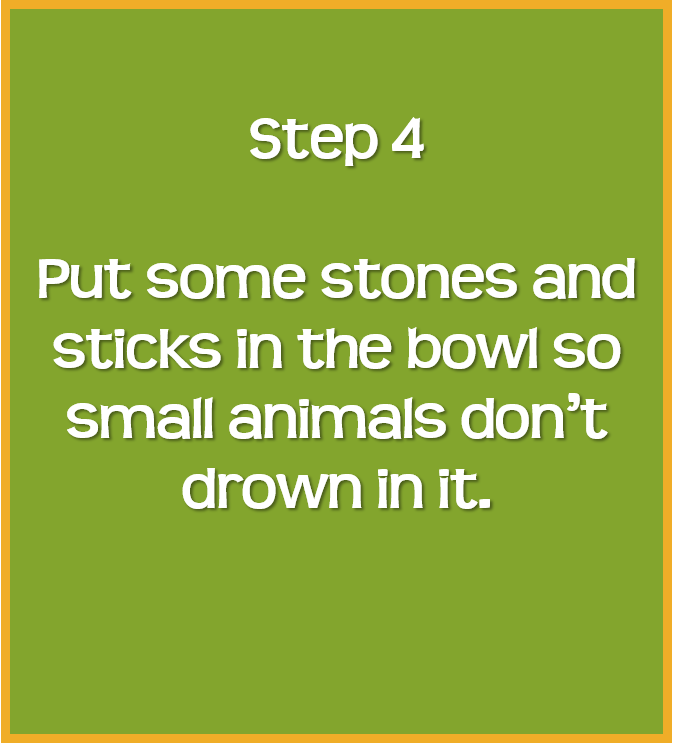 Step 4
Put some stones and
sticks in the bowl so
small animals don’t
drown in it.